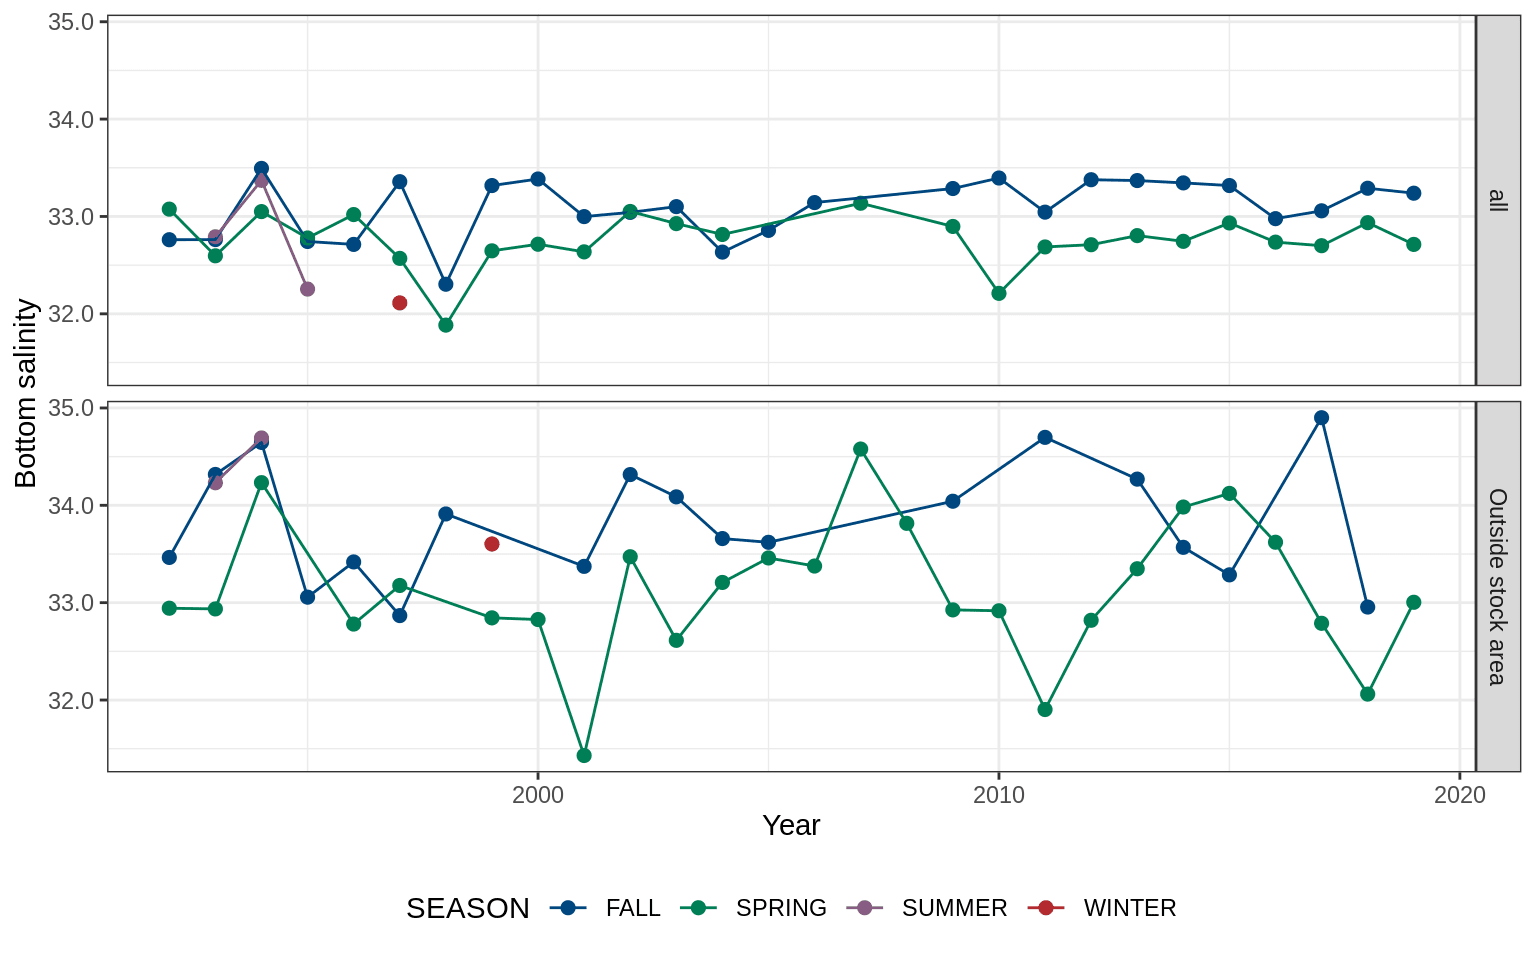 35.0
34.0
33.0
32.0
all
35.0
34.0
33.0
32.0
Outside stock area
Bottom salinity
2000 2010 2020
Year
SEASON FALL SPRING SUMMER WINTER